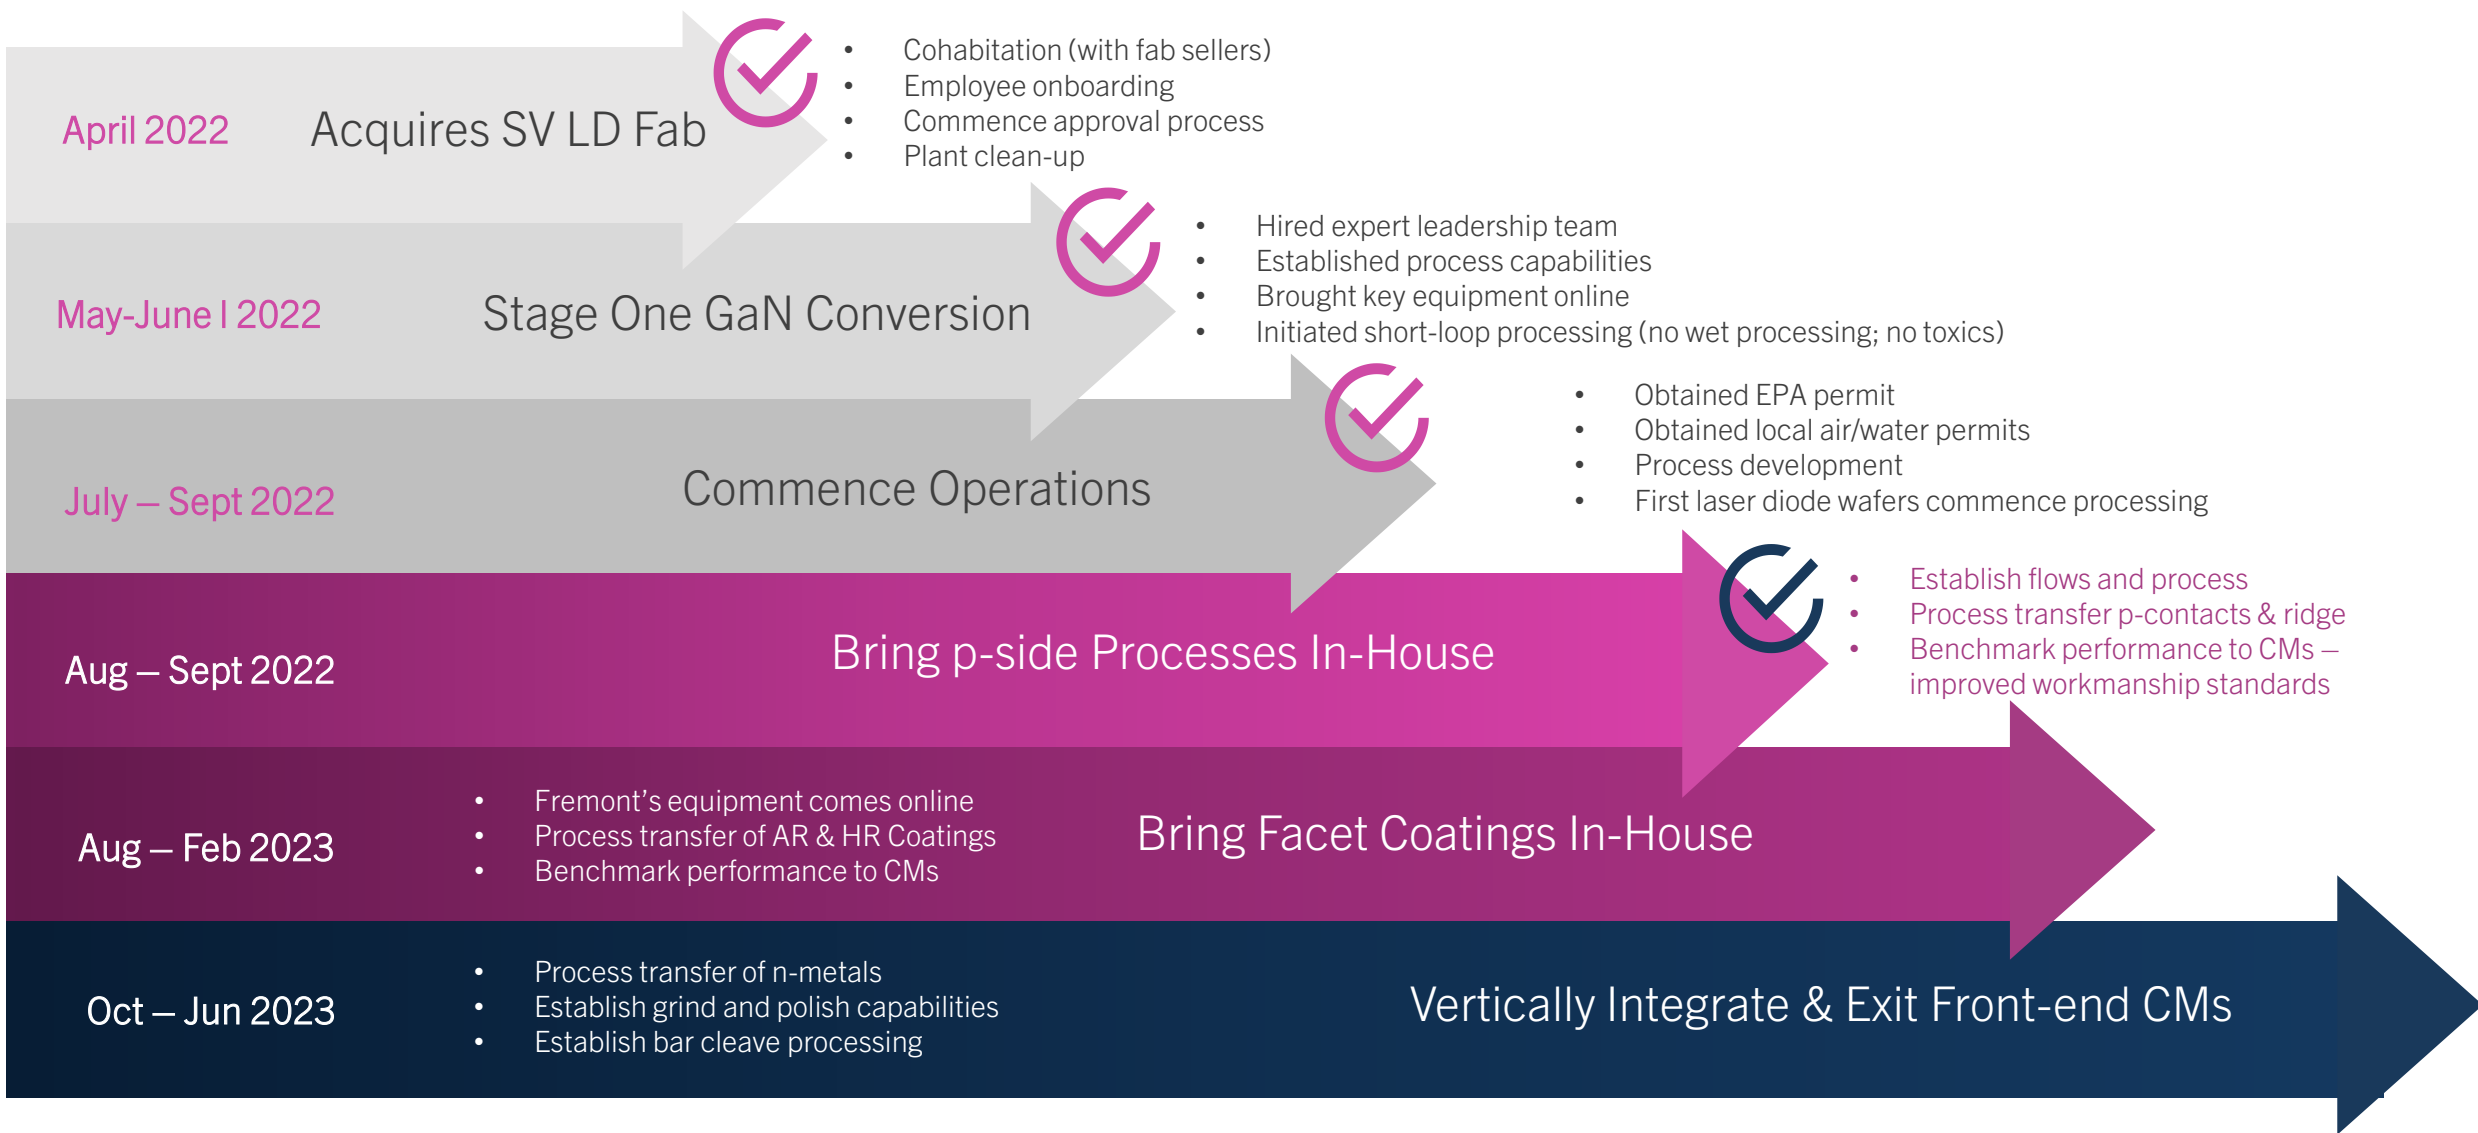 April 2022
Acquires SV LD Fab
• Cohabitation (with fab sellers)
• Employee onboarding
• Commence approval process
• Plant clean-up
May-June l 2022
Stage One GaN Conversion
• Hired expert leadership team
• Established process capabilities
• Brought key equipment online
• Initiated short-loop processing (no wet processing; no toxics)
July – Sept 2022
Commence Operations
• Obtained EPA permit
• Obtained local air/water permits
• Process development
• First laser diode wafers commence processing
Aug – Sept 2022
Bring p-side Processes In-House
• Establish flows and process
• Process transfer p-contacts & ridge
• Benchmark performance to CMs –
improved workmanship standards
Aug – Feb 2023
• Fremont’s equipment comes online
• Process transfer of AR & HR Coatings
• Benchmark performance to CMs
Bring Facet Coatings In-House
Oct – Jun 2023
• Process transfer of n-metals
• Establish grind and polish capabilities
• Establish bar cleave processing
Vertically Integrate & Exit Front-end CMs